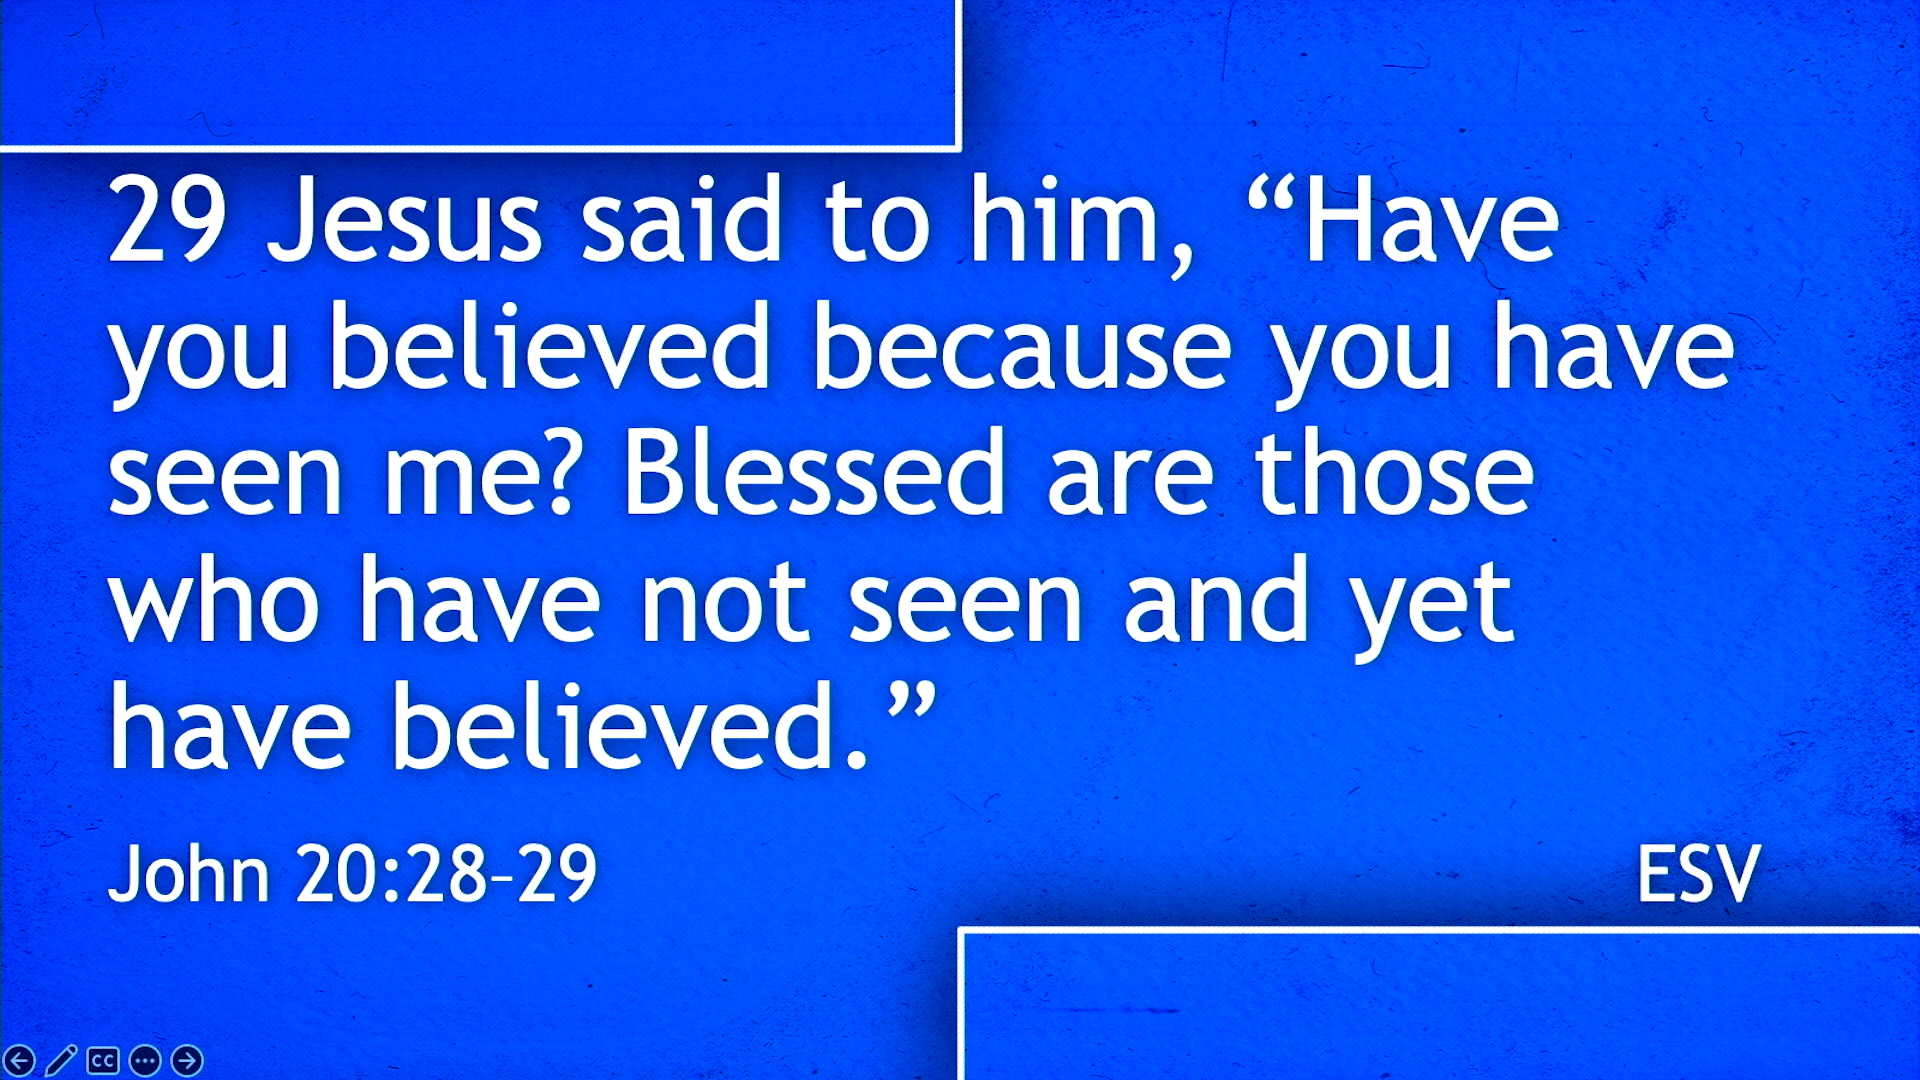 29 Jesus said to him, “Have
you believed because you have
seen me? Blessed are those
who have not seen and yet
have believed.”
John 20:28–29
ESV
CC